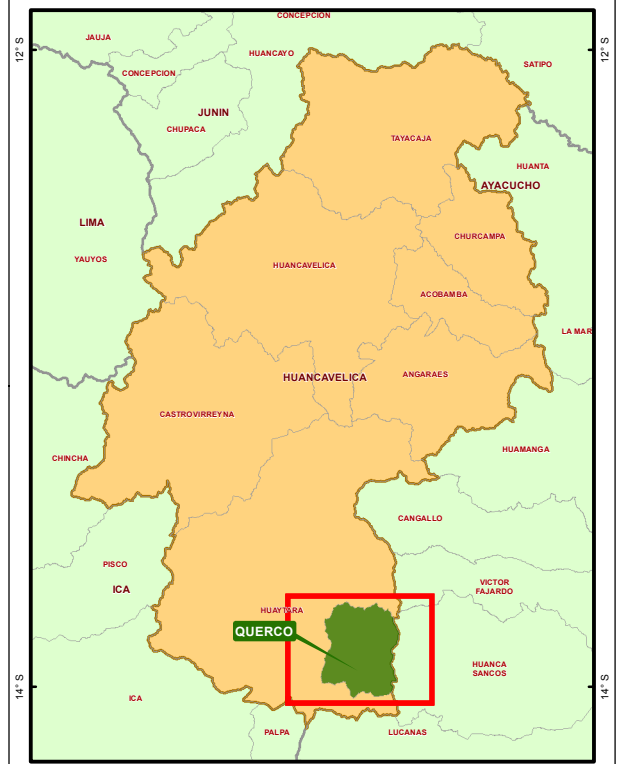 CONCEPCION
JAUJA
HUANCAYO
12° S
12° S
SATIPO
CONCEPCION
JUNIN
CHUPACA
TAYACAJA
HUANTA
AYACUCHO
LIMA
CHURCAMPA
YAUYOS
HUANCAVELICA
ACOBAMBA
LA MAR
HUANCAVELICA
ANGARAES
CASTROVIRREYNA
CHINCHA
HUAMANGA
CANGALLO
PISCO
ICA
VICTOR
FAJARDO
HUAYTARA
QUERCO
HUANCA
SANCOS
14° S
14° S
ICA
PALPA
LUCANAS